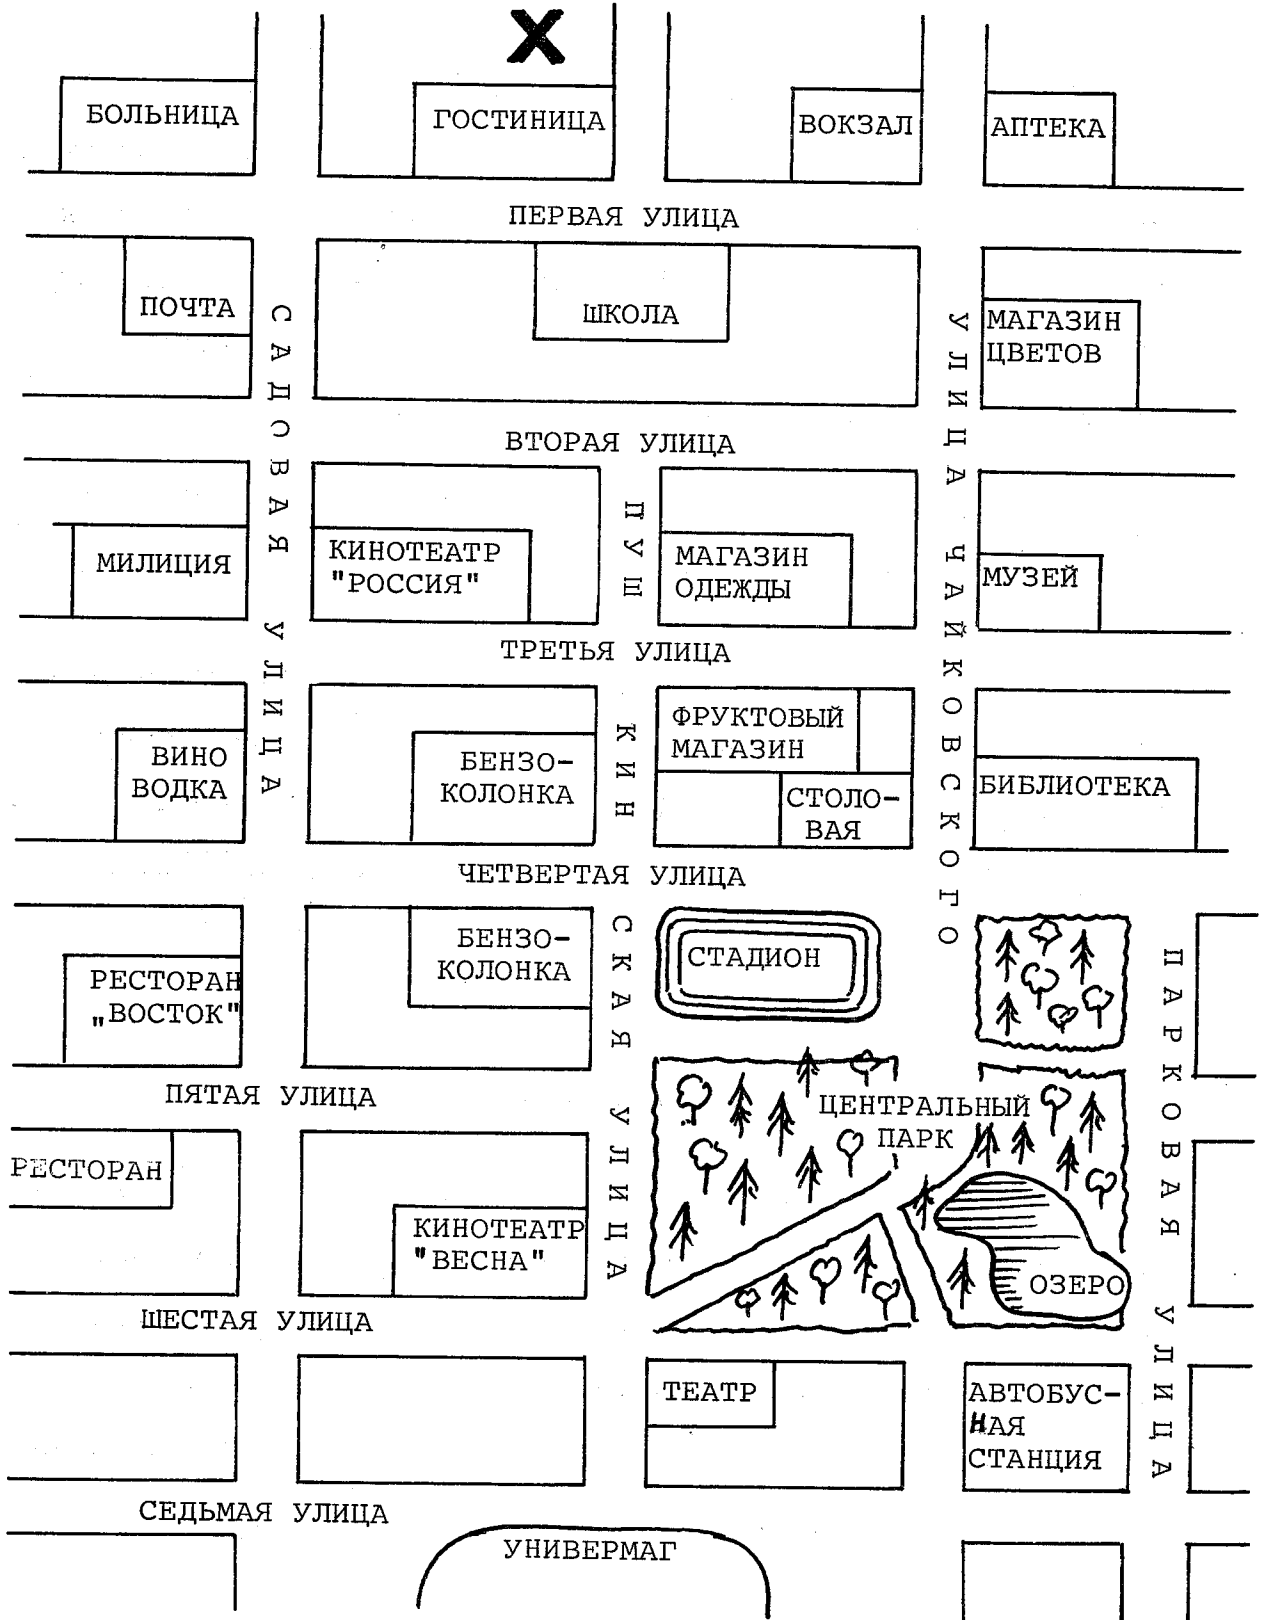 X
БОЛЬНИЦА
ГОСТИНИЦА
ВОКЗАЛ
АПТЕКА
ПЕРВАЯ УЛИЦА
ПОЧТА
ШКОЛА
МАГАЗИН
ЦВЕТОВ
САДОВАЯ УЛИЦА
УЛИЦА ЧАЙКОВСКОГО
ВТОРАЯ УЛИЦА
МИЛИЦИЯ
КИНОТЕАТР
"РОССИЯ"
ПУШКИНСКАЯ УЛИЦА
МАГАЗИН
ОДЕЖДЫ
МУЗЕЙ
ТРЕТЬЯ УЛИЦА
ВИНО
ВОДКА
БЕНЗО-
КОЛОНКА
ФРУКТОВЫЙ
МАГАЗИН
СТОЛО-
ВАЯ
БИБЛИОТЕКА
ЧЕТВЕРТАЯ УЛИЦА
РЕСТОРАН
"ВОСТОК"
БЕНЗО-
КОЛОНКА
СТАДИОН
ПАРКОВАЯ УЛИЦА
ПЯТАЯ УЛИЦА
ЦЕНТРАЛЬНЫЙ
ПАРК
РЕСТОРАН
КИНОТЕАТР
"ВЕСНА"
ОЗЕРО
ШЕСТАЯ УЛИЦА
ТЕАТР
АВТОБУС-
НАЯ
СТАНЦИЯ
СЕДЬМАЯ УЛИЦА
УНИВЕРМАГ